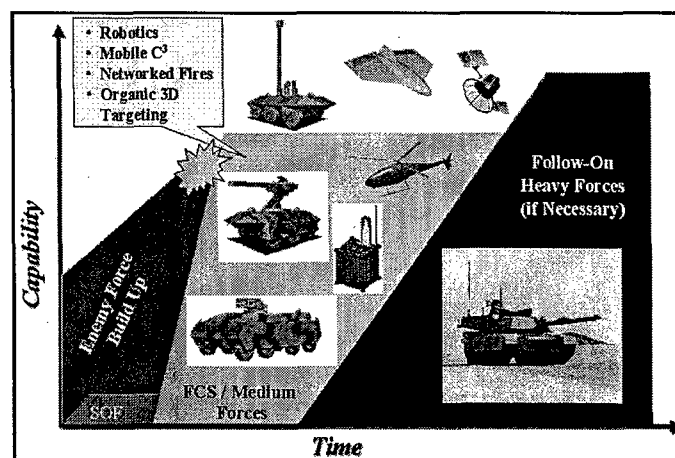 • Robotics
• Mobile C³
• Networked Fires
• Organic 3D
Targeting
Follow-On
Heavy Forces
(if Necessary)
Capability
Enemy Force
Build Up
SOF
FCS / Medium
Forces
Time